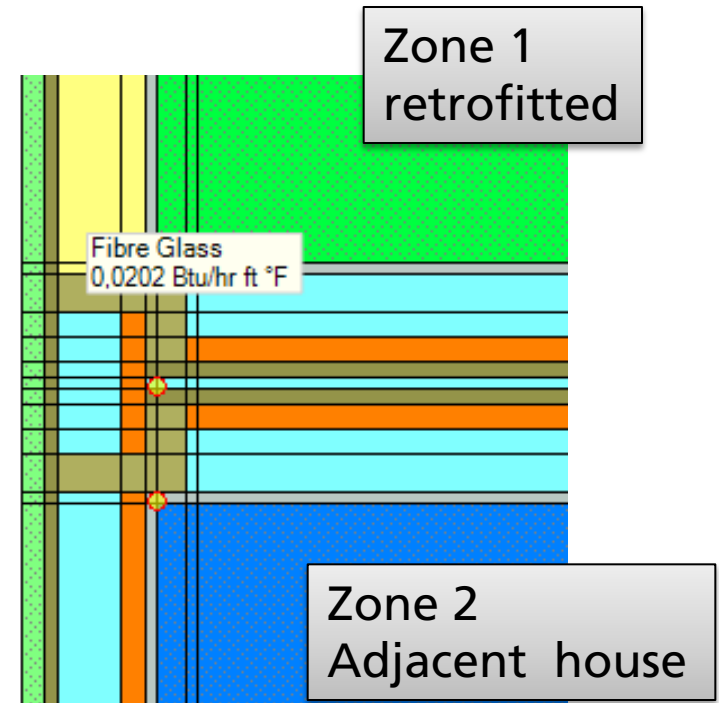 Zone 1
retrofitted
Fibre Glass
0,0202 Btu/hr ft °F
Zone 2
Adjacent house